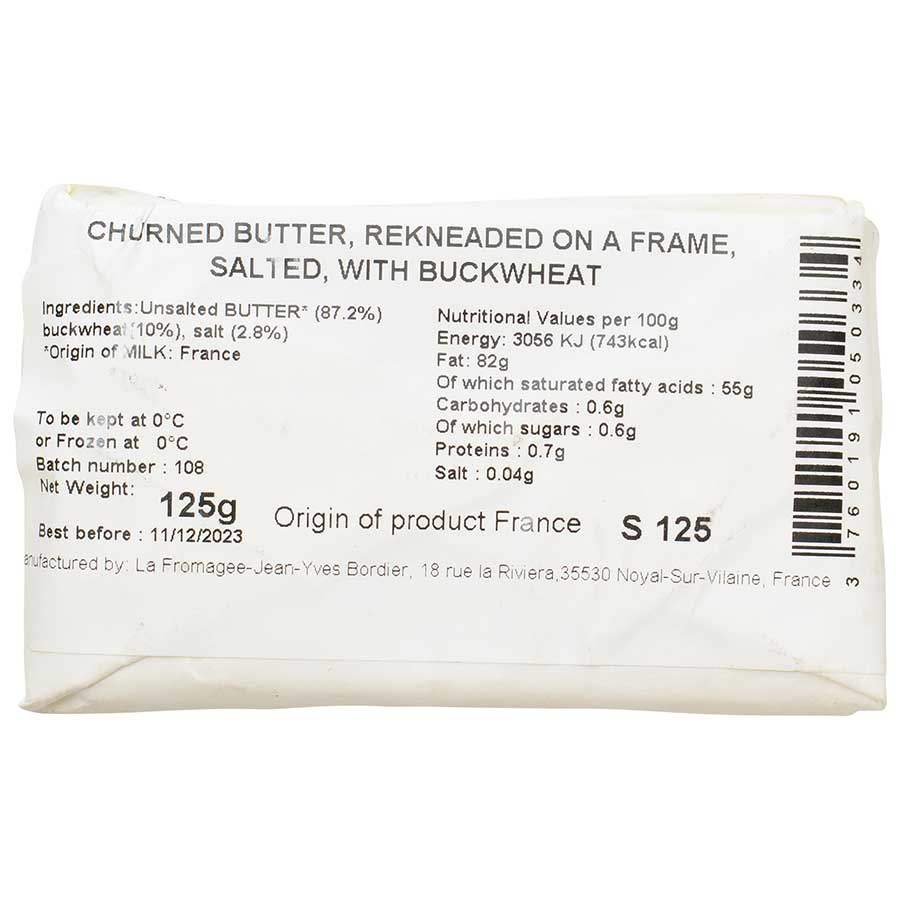 CHURNED BUTTER, REKNEADED ON A FRAME,
SALTED, WITH BUCKWHEAT
Ingredients:Unsalted BUTTER* (87.2%)
buckwheat (10%), salt (2.8%)
*Origin of MILK: France
To be kept at 0°C
or Frozen at 0°C
Batch number : 108
Net Weight: 125g
Best before : 11/12/2023
Nutritional Values per 100g
Energy: 3056 KJ (743kcal)
Fat: 82g
Of which saturated fatty acids : 55g
Carbohydrates : 0.6g
Of which sugars : 0.6g
Proteins : 0.7g
Salt : 0.04g
Origin of product France
S 125
anufactured by: La Fromagee-Jean-Yves Bordier, 18 rue la Riviera,35530 Noyal-Sur-Vilaine, France
3 760191 050334